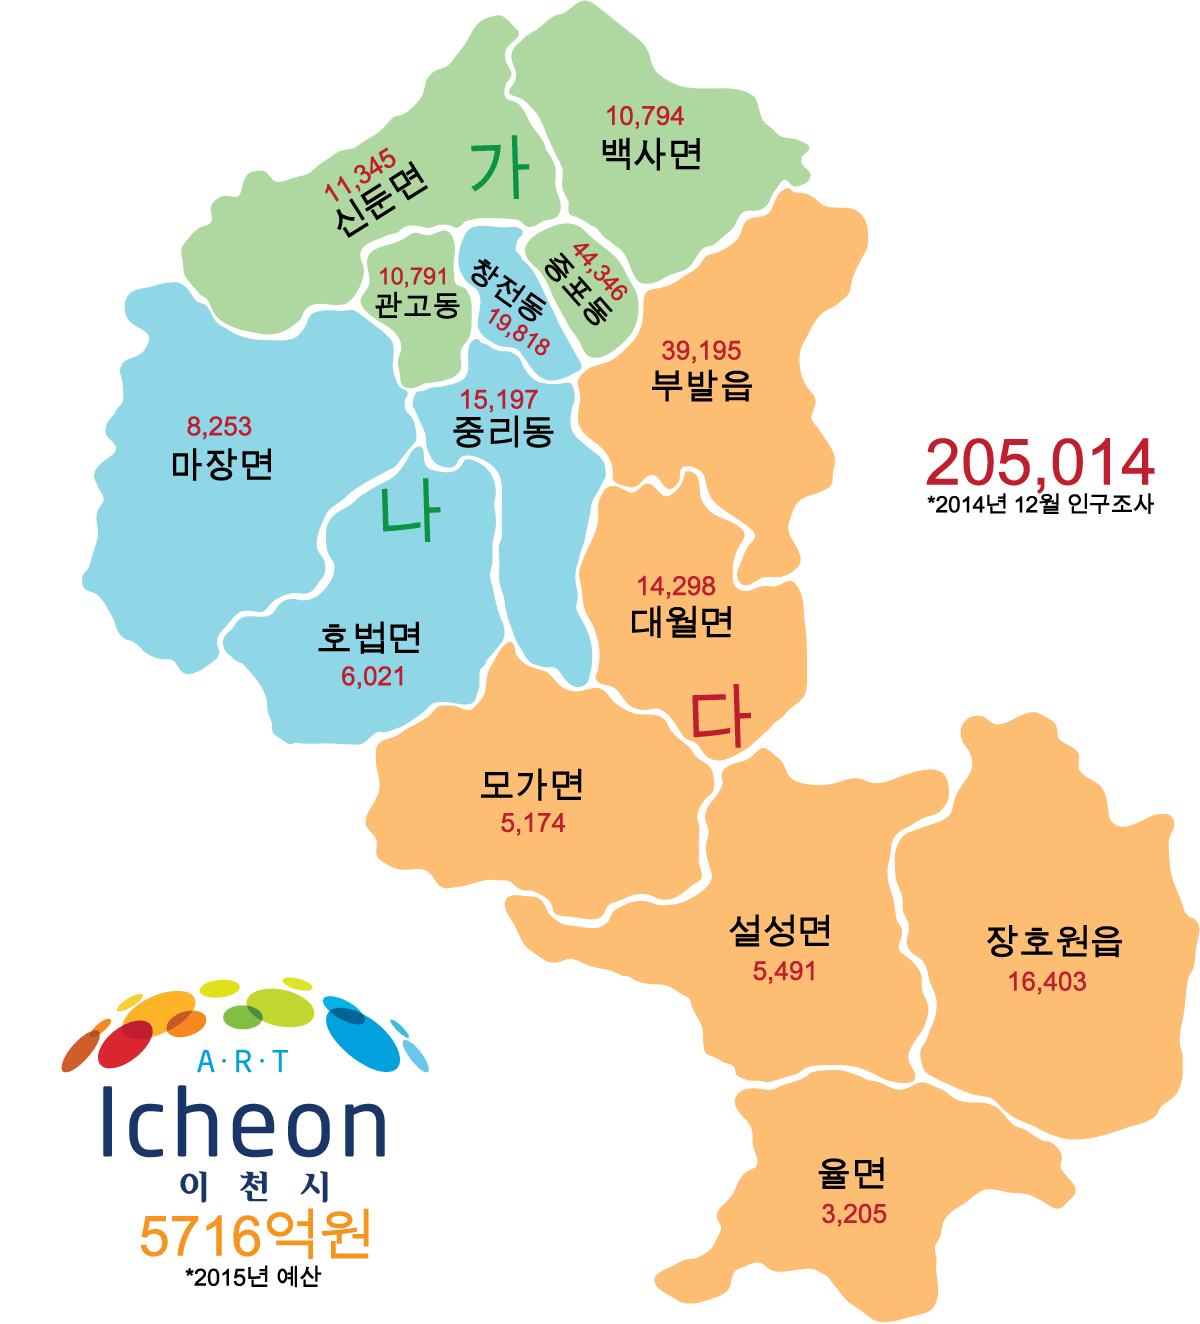 10,794
백사면
가
11,345
신둔면
44,346
중포동
10,791
관고동
창전동
19,818
39,195
부발읍
15,197
중리동
8,253
마장면
205,014
*2014년 12월 인구조사
나
14,298
대월면
호법면
6,021
다
모가면
5,174
설성면
5,491
장호원읍
16,403
A·R·T
Icheon
이천시
5716억원
*2015년 예산
율면
3,205